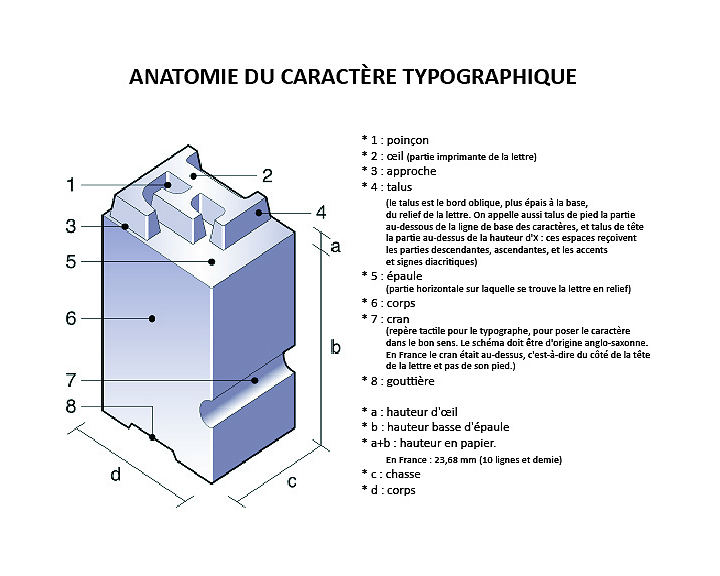 ANATOMIE DU CARACTÈRE TYPOGRAPHIQUE
1
2
3
4
5
6
7
8
a
b
c
d
* 1 : poinçon
* 2 : œil (partie imprimante de la lettre)
* 3 : approche
* 4 : talus
(le talus est le bord oblique, plus épais à la base,
du relief de la lettre. On appelle aussi talus de pied la partie
au-dessous de la ligne de base des caractères, et talus de tête
la partie au-dessus de la hauteur d'X : ces espaces reçoivent
les parties descendantes, ascendantes, et les accents
et signes diacritiques)
* 5 : épaule
(partie horizontale sur laquelle se trouve la lettre en relief)
* 6 : corps
* 7 : cran
(repère tactile pour le typographe, pour poser le caractère
dans le bon sens. Le schéma doit être d'origine anglo-saxonne.
En France le cran était au-dessus, c'est-à-dire du côté de la tête
de la lettre et pas de son pied.)
* 8 : gouttière
* a : hauteur d'œil
* b : hauteur basse d'épaule
* a+b : hauteur en papier.
En France : 23,68 mm (10 lignes et demie)
* c : chasse
* d : corps